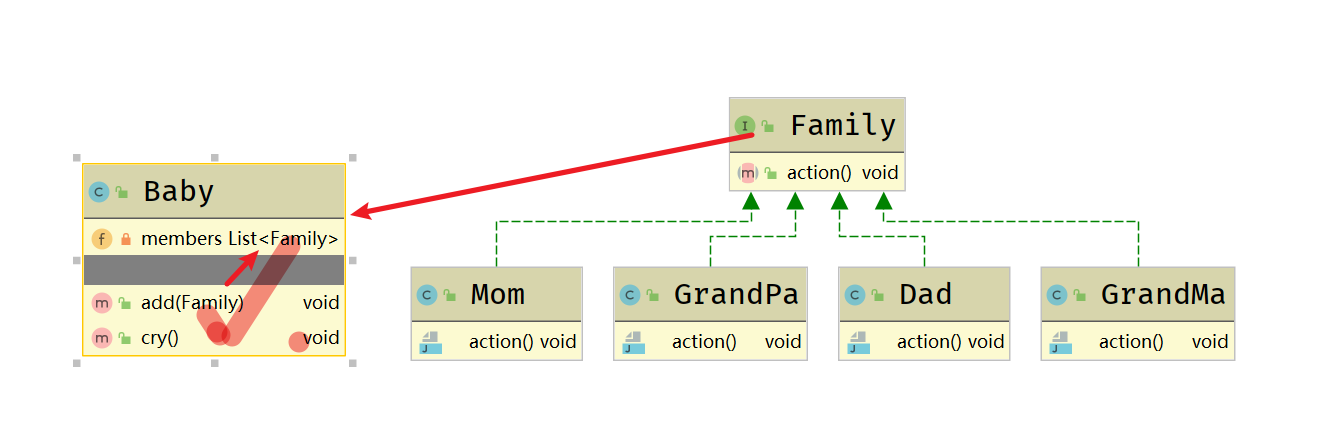 Family
action() void
Baby
members List<Family>
add(Family) void
cry() void
Mom
action() void
GrandPa
action() void
Dad
action() void
GrandMa
action() void